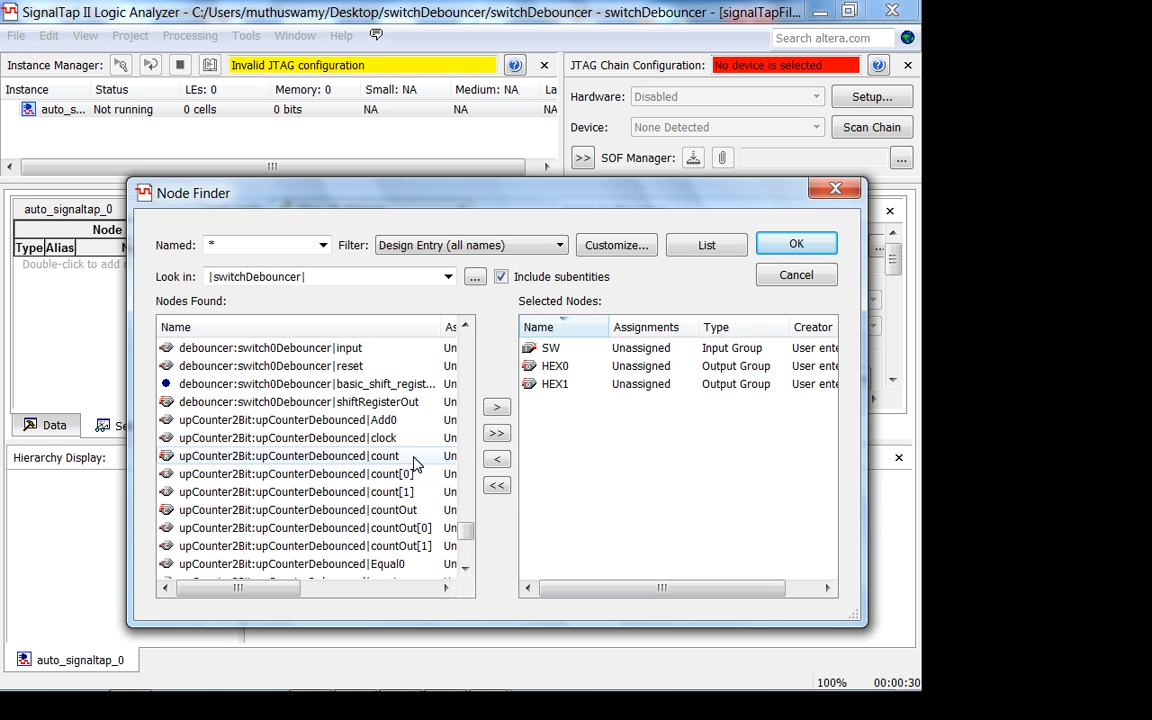 SignalTap II Logic Analyzer - C:/Users/muthuswamy/Desktop/switchDebouncer/switchDebouncer - switchDebouncer - [signalTapFil...
File Edit View Project Processing Tools Window Help
Search altera.com
Instance Manager: Invalid JTAG configuration
JTAG Chain Configuration: No device is selected
Instance Status LEs: 0 Memory: 0 Small: NA Medium: NA La
auto_s... Not running 0 cells 0 bits NA NA NA
Hardware: Disabled Setup...
Device: None Detected Scan Chain
>> SOF Manager: ...
auto_signaltap_0
Node
Type Alias N
Double-click to add
Data Se
Hierarchy Display:
Node Finder
Named: * Filter: Design Entry (all names) Customize... List OK
Look in: |switchDebouncer| ... Include subentities Cancel
Nodes Found: Selected Nodes:
Name As
debouncer:switch0Debouncer|input Un
debouncer:switch0Debouncer|reset Un
debouncer:switch0Debouncer|basic_shift_regist... Un
debouncer:switch0Debouncer|shiftRegisterOut Un
upCounter2Bit:upCounterDebounced|Add0 Un
upCounter2Bit:upCounterDebounced|clock Un
upCounter2Bit:upCounterDebounced|count Un
upCounter2Bit:upCounterDebounced|count[0] Un
upCounter2Bit:upCounterDebounced|count[1] Un
upCounter2Bit:upCounterDebounced|countOut Un
upCounter2Bit:upCounterDebounced|countOut[0] Un
upCounter2Bit:upCounterDebounced|countOut[1] Un
upCounter2Bit:upCounterDebounced|Equal0 Un
>
>>
<
<<
Name Assignments Type Creator
SW Unassigned Input Group User ente
HEX0 Unassigned Output Group User ente
HEX1 Unassigned Output Group User ente
auto_signaltap_0
100% 00:00:30